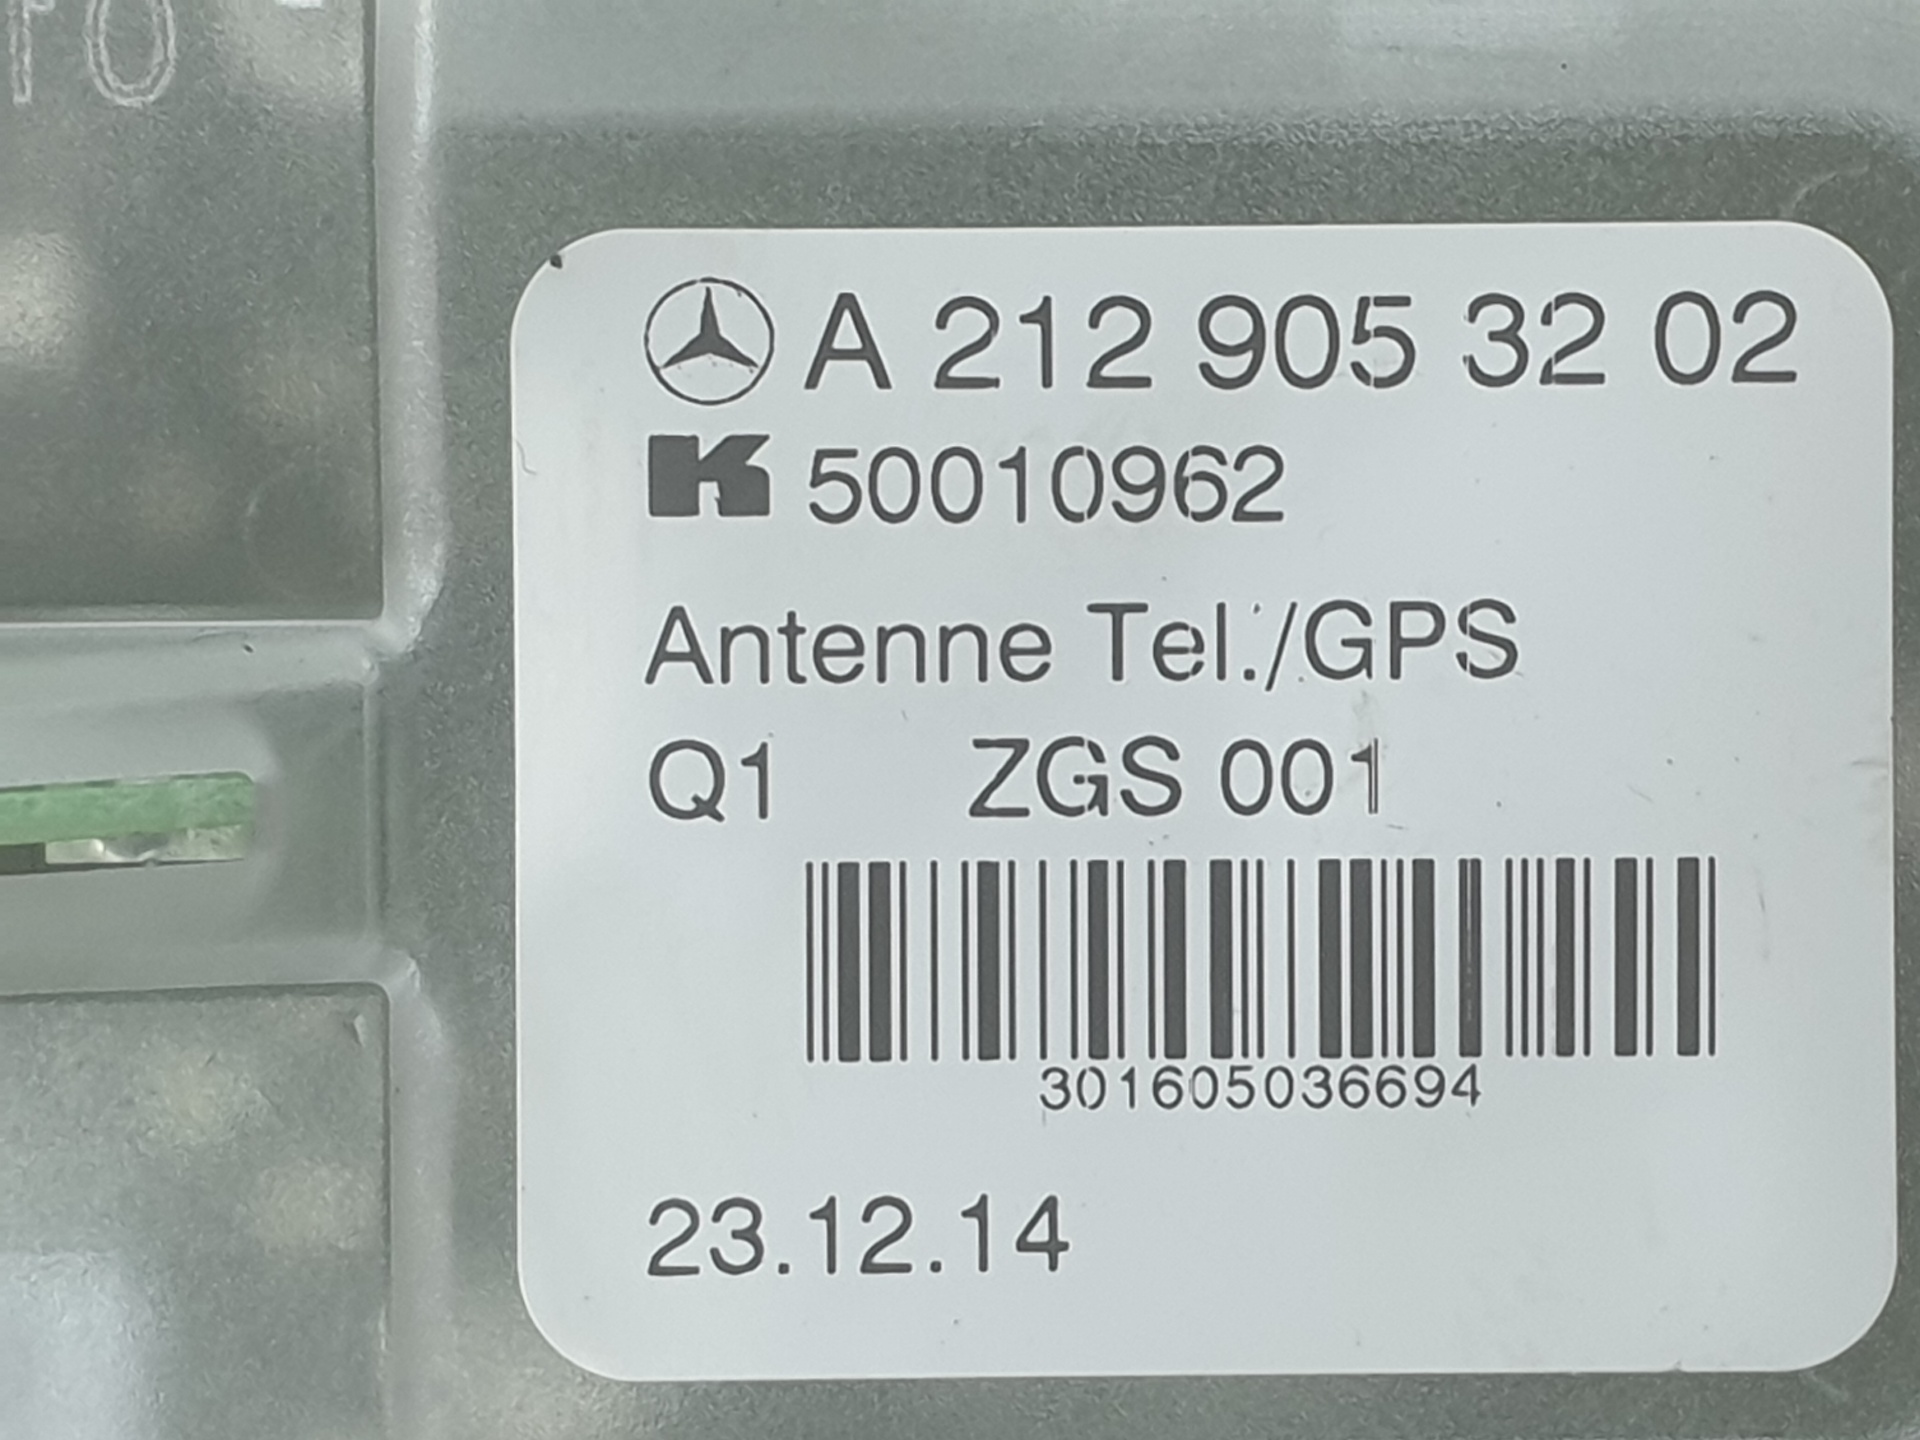 A 212 905 32 02
K 50010962
Antenne Tel./GPS
Q1 ZGS 001
301605036694
23.12.14